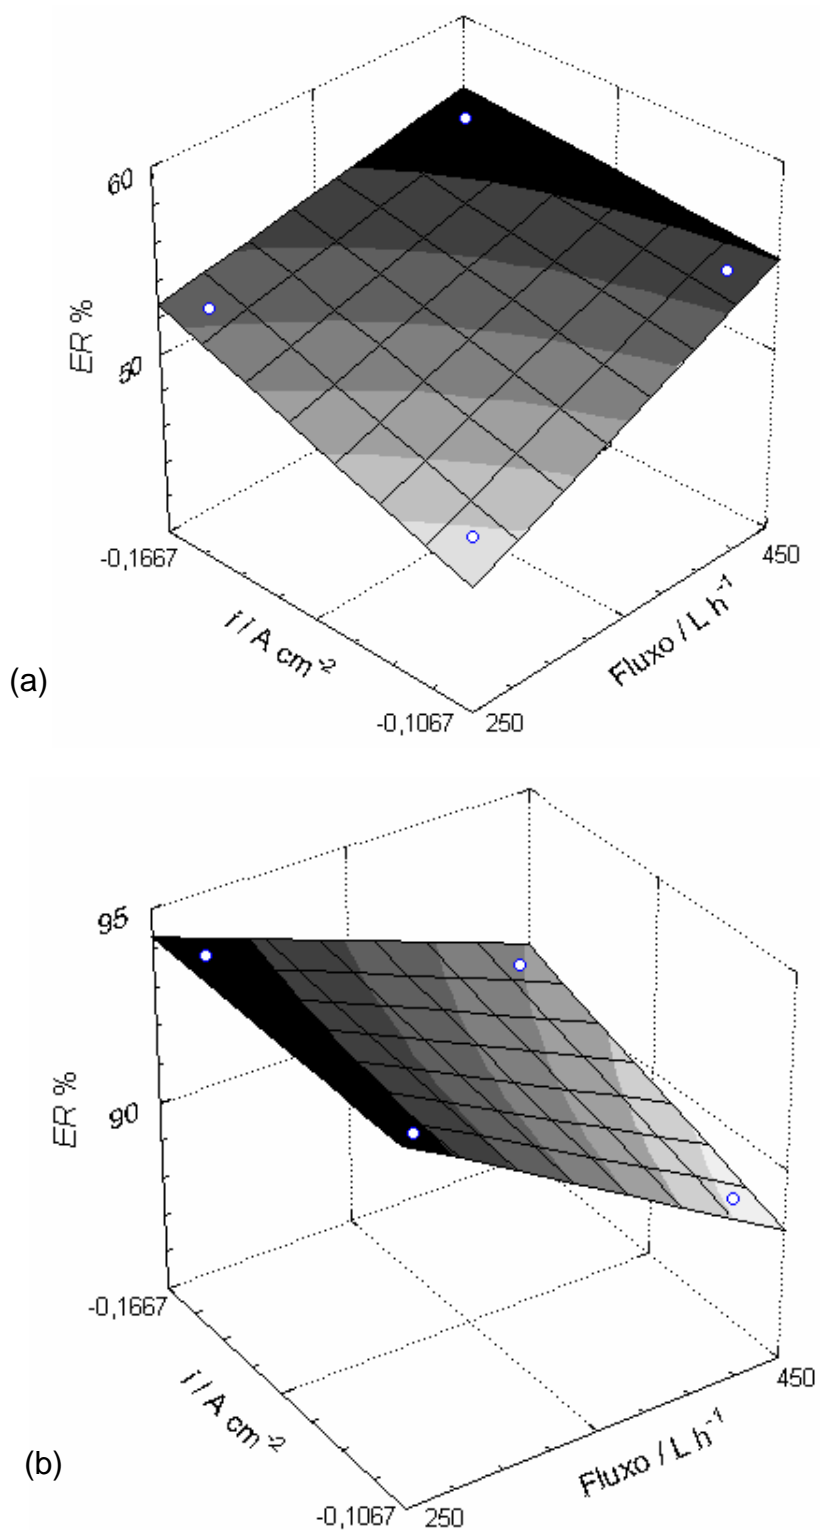 60
ER %
50
-0,1667
i / A cm-2
-0,1067
250
Fluxo / L h-1
450
(a)
95
ER %
90
-0,1667
i / A cm-2
-0,1067
250
Fluxo / L h-1
450
(b)